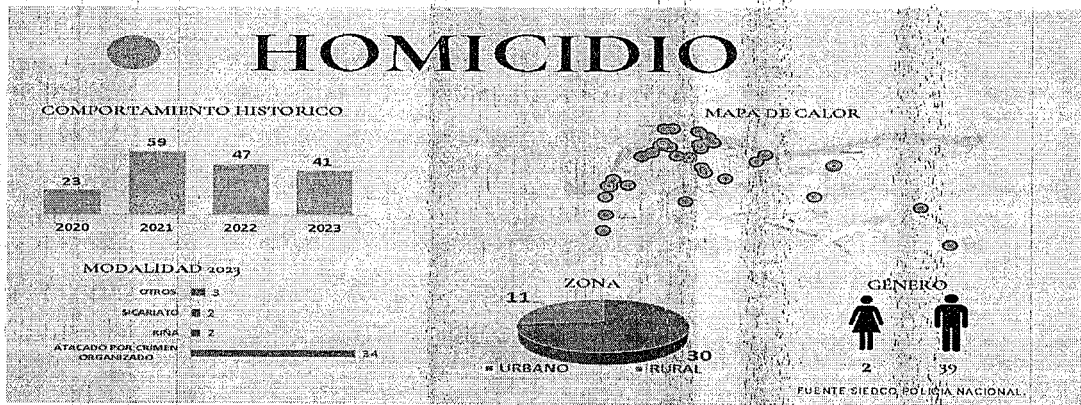 HOMICIDIO
COMPORTAMIENTO HISTORICO
23
59
47
41
2020
2021
2022
2023
MODALIDAD 2023
OTROS 3
SICARIATO 2
RIÑA 2
ATACADO POR CRIMEN
ORGANIZADO
34
MAPA DE CALOR
ZONA
11
30
URBANO
RURAL
GÉNERO
2
39
FUENTE SIEDCO POLICIA NACIONAL.